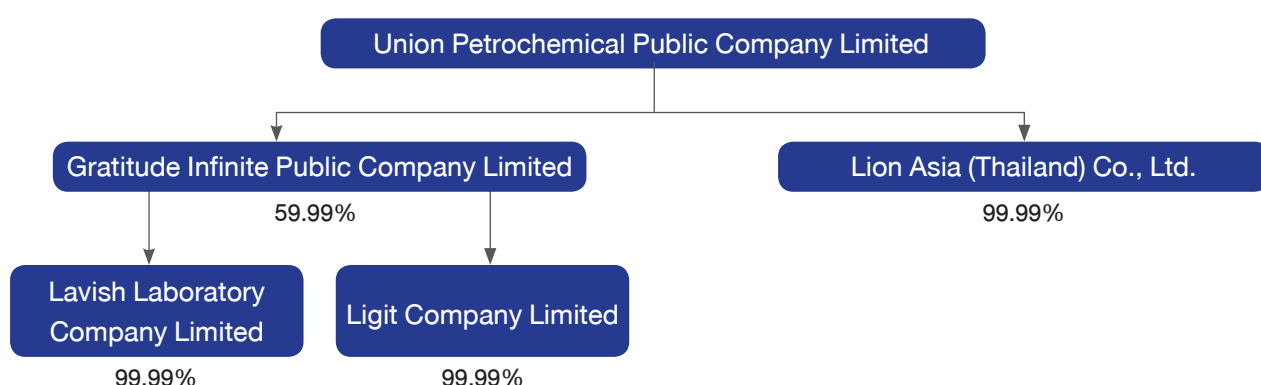 Union Petrochemical Public Company Limited
Gratitude Infinite Public Company Limited
Lion Asia (Thailand) Co., Ltd.
59.99%
99.99%
Lavish Laboratory
Company Limited
Ligit Company Limited
99.99%
99.99%